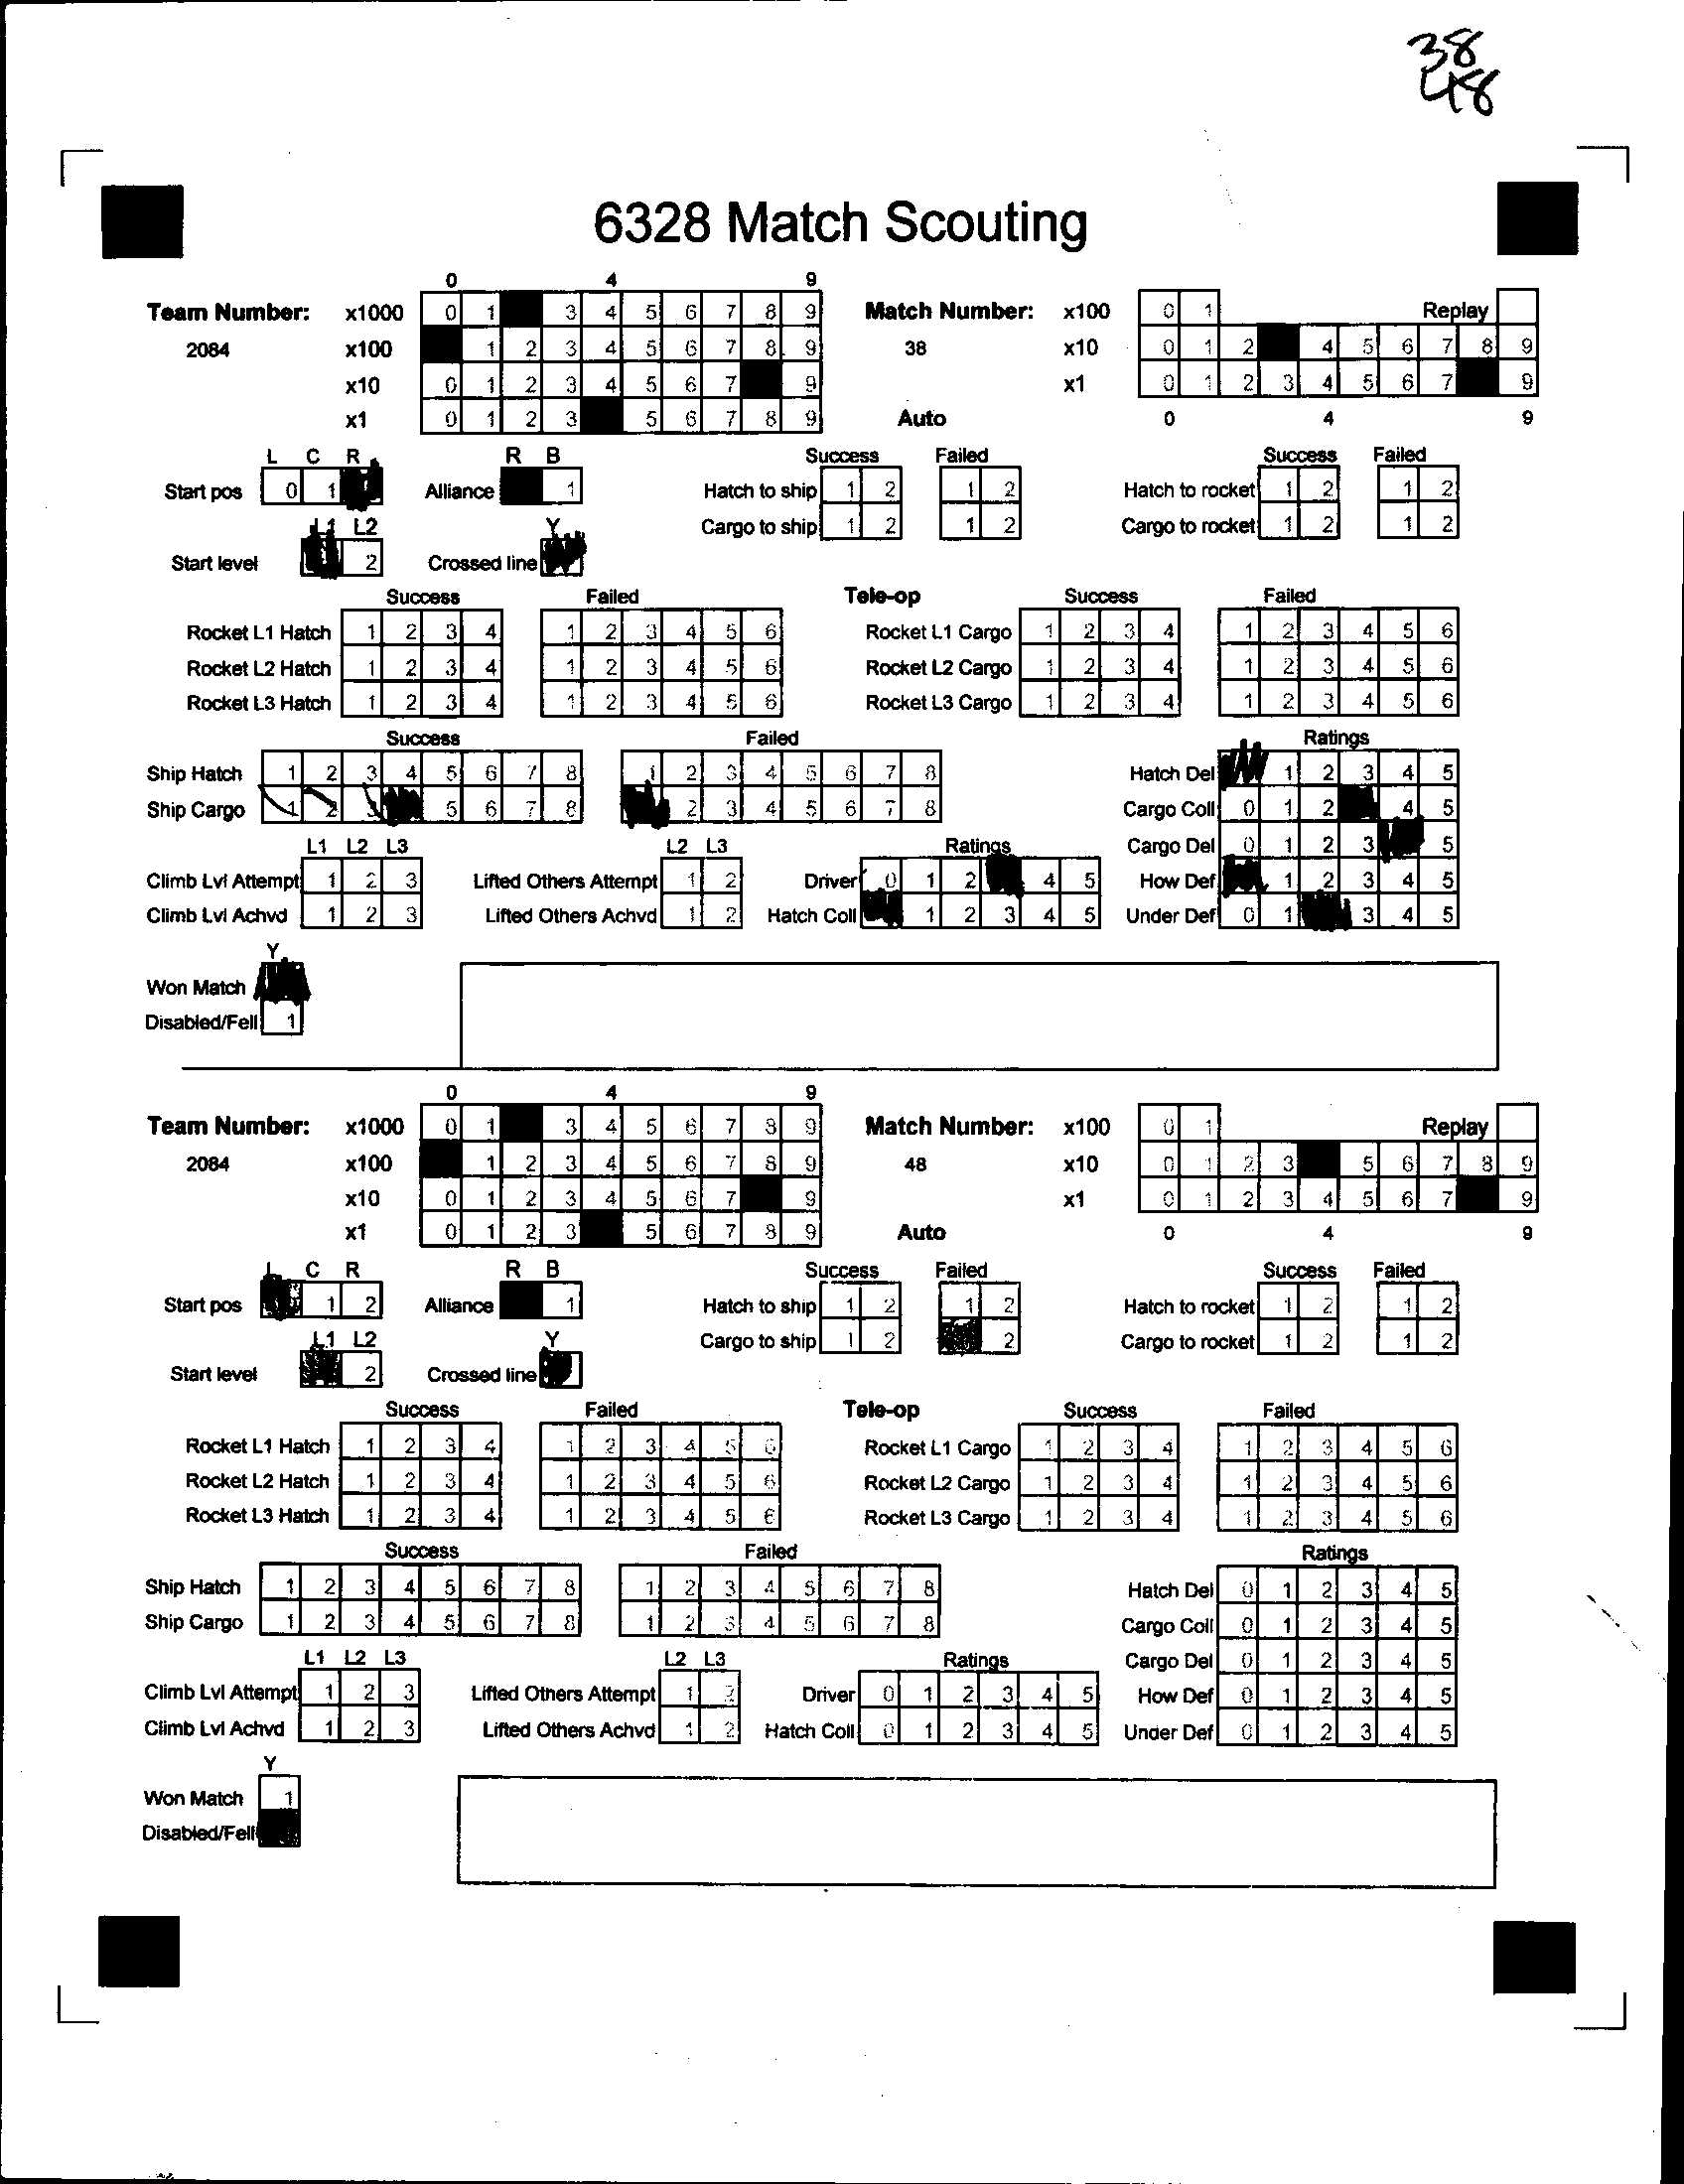 38
48
6328 Match Scouting
0 4 9
Team Number: x1000 0 1 3 4 5 6 7 8 9 Match Number: x100 0 1 Replay
2084 x100 1 2 3 4 5 6 7 8 9 38 x10 0 1 2 4 5 6 7 8 9
x10 0 1 2 3 4 5 6 7 9 x1 0 1 2 3 4 5 6 7 9
x1 0 1 2 3 5 6 7 8 9 Auto 0 4 9
L C R R B Success Failed Success Failed
Start pos 0 1 Alliance 1 Hatch to ship 1 2 1 2 Hatch to rocket 1 2 1 2
L1 L2 Y Cargo to ship 1 2 1 2 Cargo to rocket 1 2 1 2
Start level 2 Crossed line
Success Failed Tele-op Success Failed
Rocket L1 Hatch 1 2 3 4 1 2 3 4 5 6 Rocket L1 Cargo 1 2 3 4 1 2 3 4 5 6
Rocket L2 Hatch 1 2 3 4 1 2 3 4 5 6 Rocket L2 Cargo 1 2 3 4 1 2 3 4 5 6
Rocket L3 Hatch 1 2 3 4 1 2 3 4 5 6 Rocket L3 Cargo 1 2 3 4 1 2 3 4 5 6
Success Failed Ratings
Ship Hatch 1 2 3 4 5 6 7 8 1 2 3 4 5 6 7 8 Hatch Del 1 2 3 4 5
Ship Cargo 1 2 3 5 6 7 8 2 3 4 5 6 7 8 Cargo Coll 0 1 2 4 5
L1 L2 L3 L2 L3 Ratings Cargo Del 0 1 2 3 5
Climb Lvl Attempt 1 2 3 Lifted Others Attempt 1 2 Driver 0 1 2 4 5 How Def 1 2 3 4 5
Climb Lvl Achvd 1 2 3 Lifted Others Achvd 1 2 Hatch Coll 1 2 3 4 5 Under Def 0 1 3 4 5
Y
Won Match
Disabled/Fell 1
0 4 9
Team Number: x1000 0 1 3 4 5 6 7 8 9 Match Number: x100 0 1 Replay
2084 x100 1 2 3 4 5 6 7 8 9 48 x10 0 1 2 3 5 6 7 8 9
x10 0 1 2 3 4 5 6 7 9 x1 0 1 2 3 4 5 6 7 9
x1 0 1 2 3 5 6 7 8 9 Auto 0 4 9
L C R R B Success Failed Success Failed
Start pos 1 2 Alliance 1 Hatch to ship 1 2 1 2 Hatch to rocket 1 2 1 2
L1 L2 Y Cargo to ship 1 2 2 Cargo to rocket 1 2 1 2
Start level 2 Crossed line
Success Failed Tele-op Success Failed
Rocket L1 Hatch 1 2 3 4 1 2 3 4 5 6 Rocket L1 Cargo 1 2 3 4 1 2 3 4 5 6
Rocket L2 Hatch 1 2 3 4 1 2 3 4 5 6 Rocket L2 Cargo 1 2 3 4 1 2 3 4 5 6
Rocket L3 Hatch 1 2 3 4 1 2 3 4 5 6 Rocket L3 Cargo 1 2 3 4 1 2 3 4 5 6
Success Failed Ratings
Ship Hatch 1 2 3 4 5 6 7 8 1 2 3 4 5 6 7 8 Hatch Del 0 1 2 3 4 5
Ship Cargo 1 2 3 4 5 6 7 8 1 2 3 4 5 6 7 8 Cargo Coll 0 1 2 3 4 5
L1 L2 L3 L2 L3 Ratings Cargo Del 0 1 2 3 4 5
Climb Lvl Attempt 1 2 3 Lifted Others Attempt 1 2 Driver 0 1 2 3 4 5 How Def 0 1 2 3 4 5
Climb Lvl Achvd 1 2 3 Lifted Others Achvd 1 2 Hatch Coll 0 1 2 3 4 5 Under Def 0 1 2 3 4 5
Y
Won Match 1
Disabled/Fell